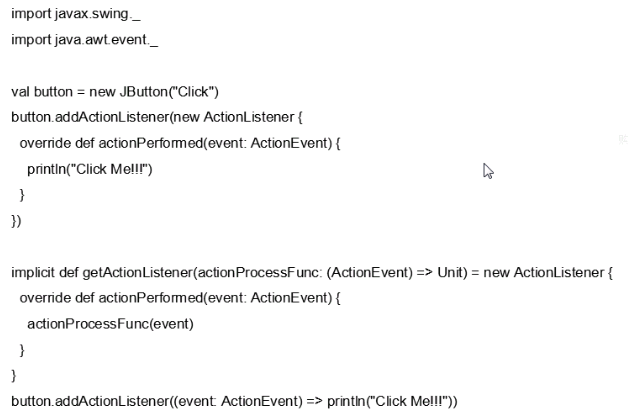 import javax.swing._
import java.awt.event._
val button = new JButton("Click")
button.addActionListener(new ActionListener {
override def actionPerformed(event: ActionEvent) {
println("Click Me!!!")
}
})
implicit def getActionListener(actionProcessFunc: (ActionEvent) => Unit) = new ActionListener {
override def actionPerformed(event: ActionEvent) {
actionProcessFunc(event)
}
}
button.addActionListener((event: ActionEvent) => println("Click Me!!!"))